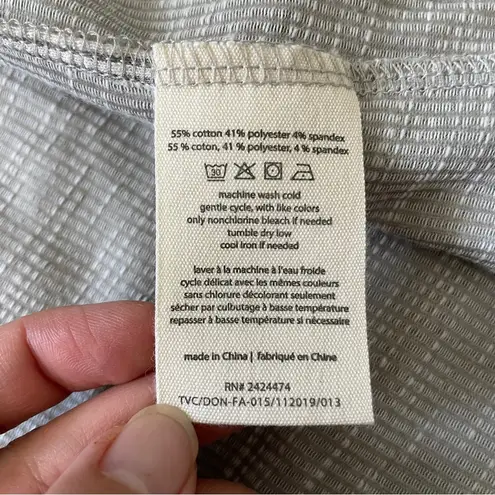 55% cotton 41% polyester 4% spandex
55 % coton, 41 % polyester, 4 % spandex
30
machine wash cold
gentle cycle, with like colors
only nonchlorine bleach if needed
tumble dry low
cool iron if needed
laver à la machine à l'eau froide
cycle délicat avec les mêmes couleurs
sans chlorure décolorant seulement
sécher par culbutage à basse température
repasser à basse température si nécessaire
made in China | fabriqué en Chine
RN# 2424474
TVC/DON-FA-015/112019/013